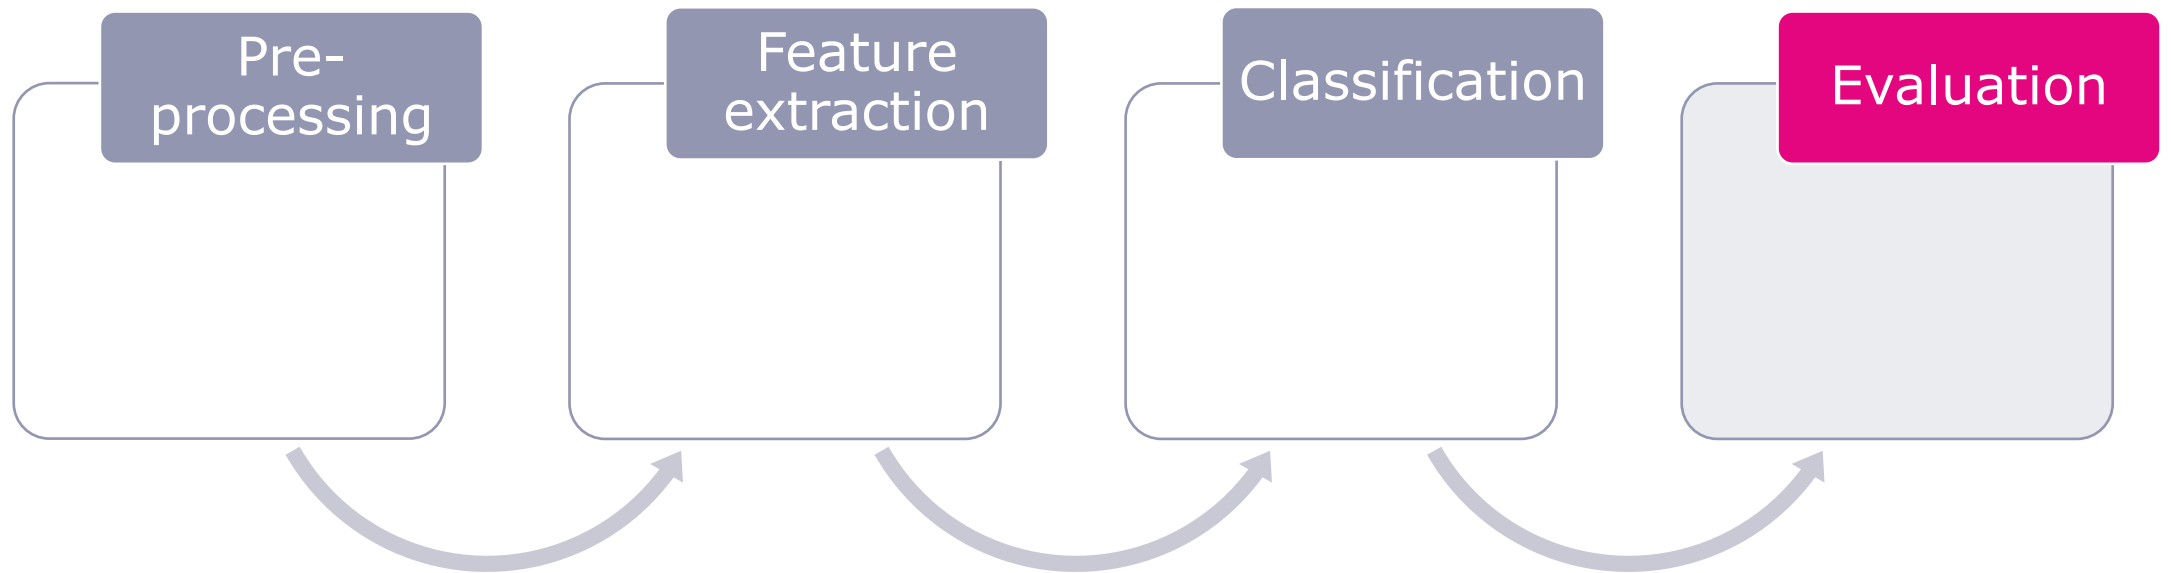 Pre-
processing
Feature
extraction
Classification
Evaluation